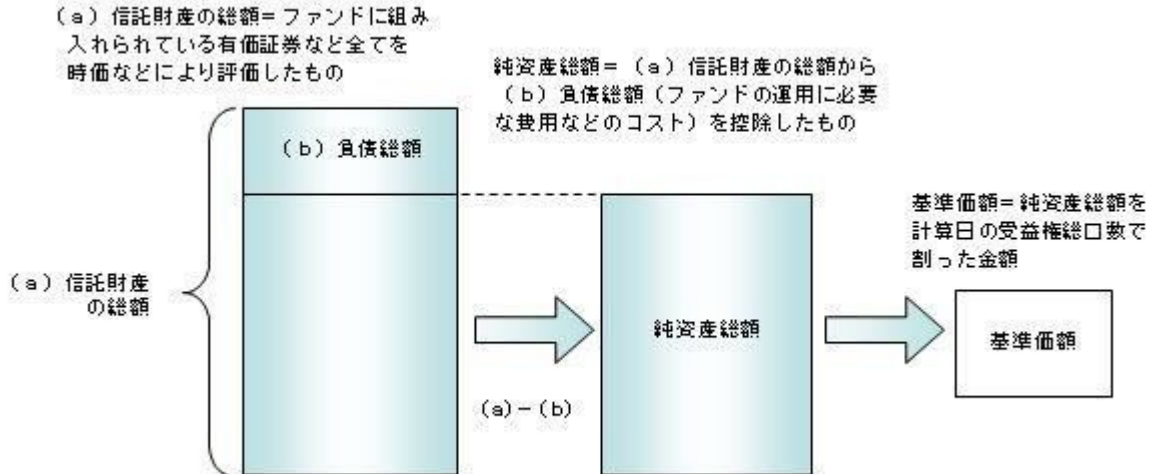 （a）信託財産の総額＝ファンドに組み
入れられている有価証券など全てを
時価などにより評価したもの
純資産総額＝（a）信託財産の総額から
（b）負債総額（ファンドの運用に必要
な費用などのコスト）を控除したもの
（b）負債総額
基準価額＝純資産総額を
計算日の受益権総口数で
割った金額
（a）信託財産
の総額
純資産総額
基準価額
（a）－（b）